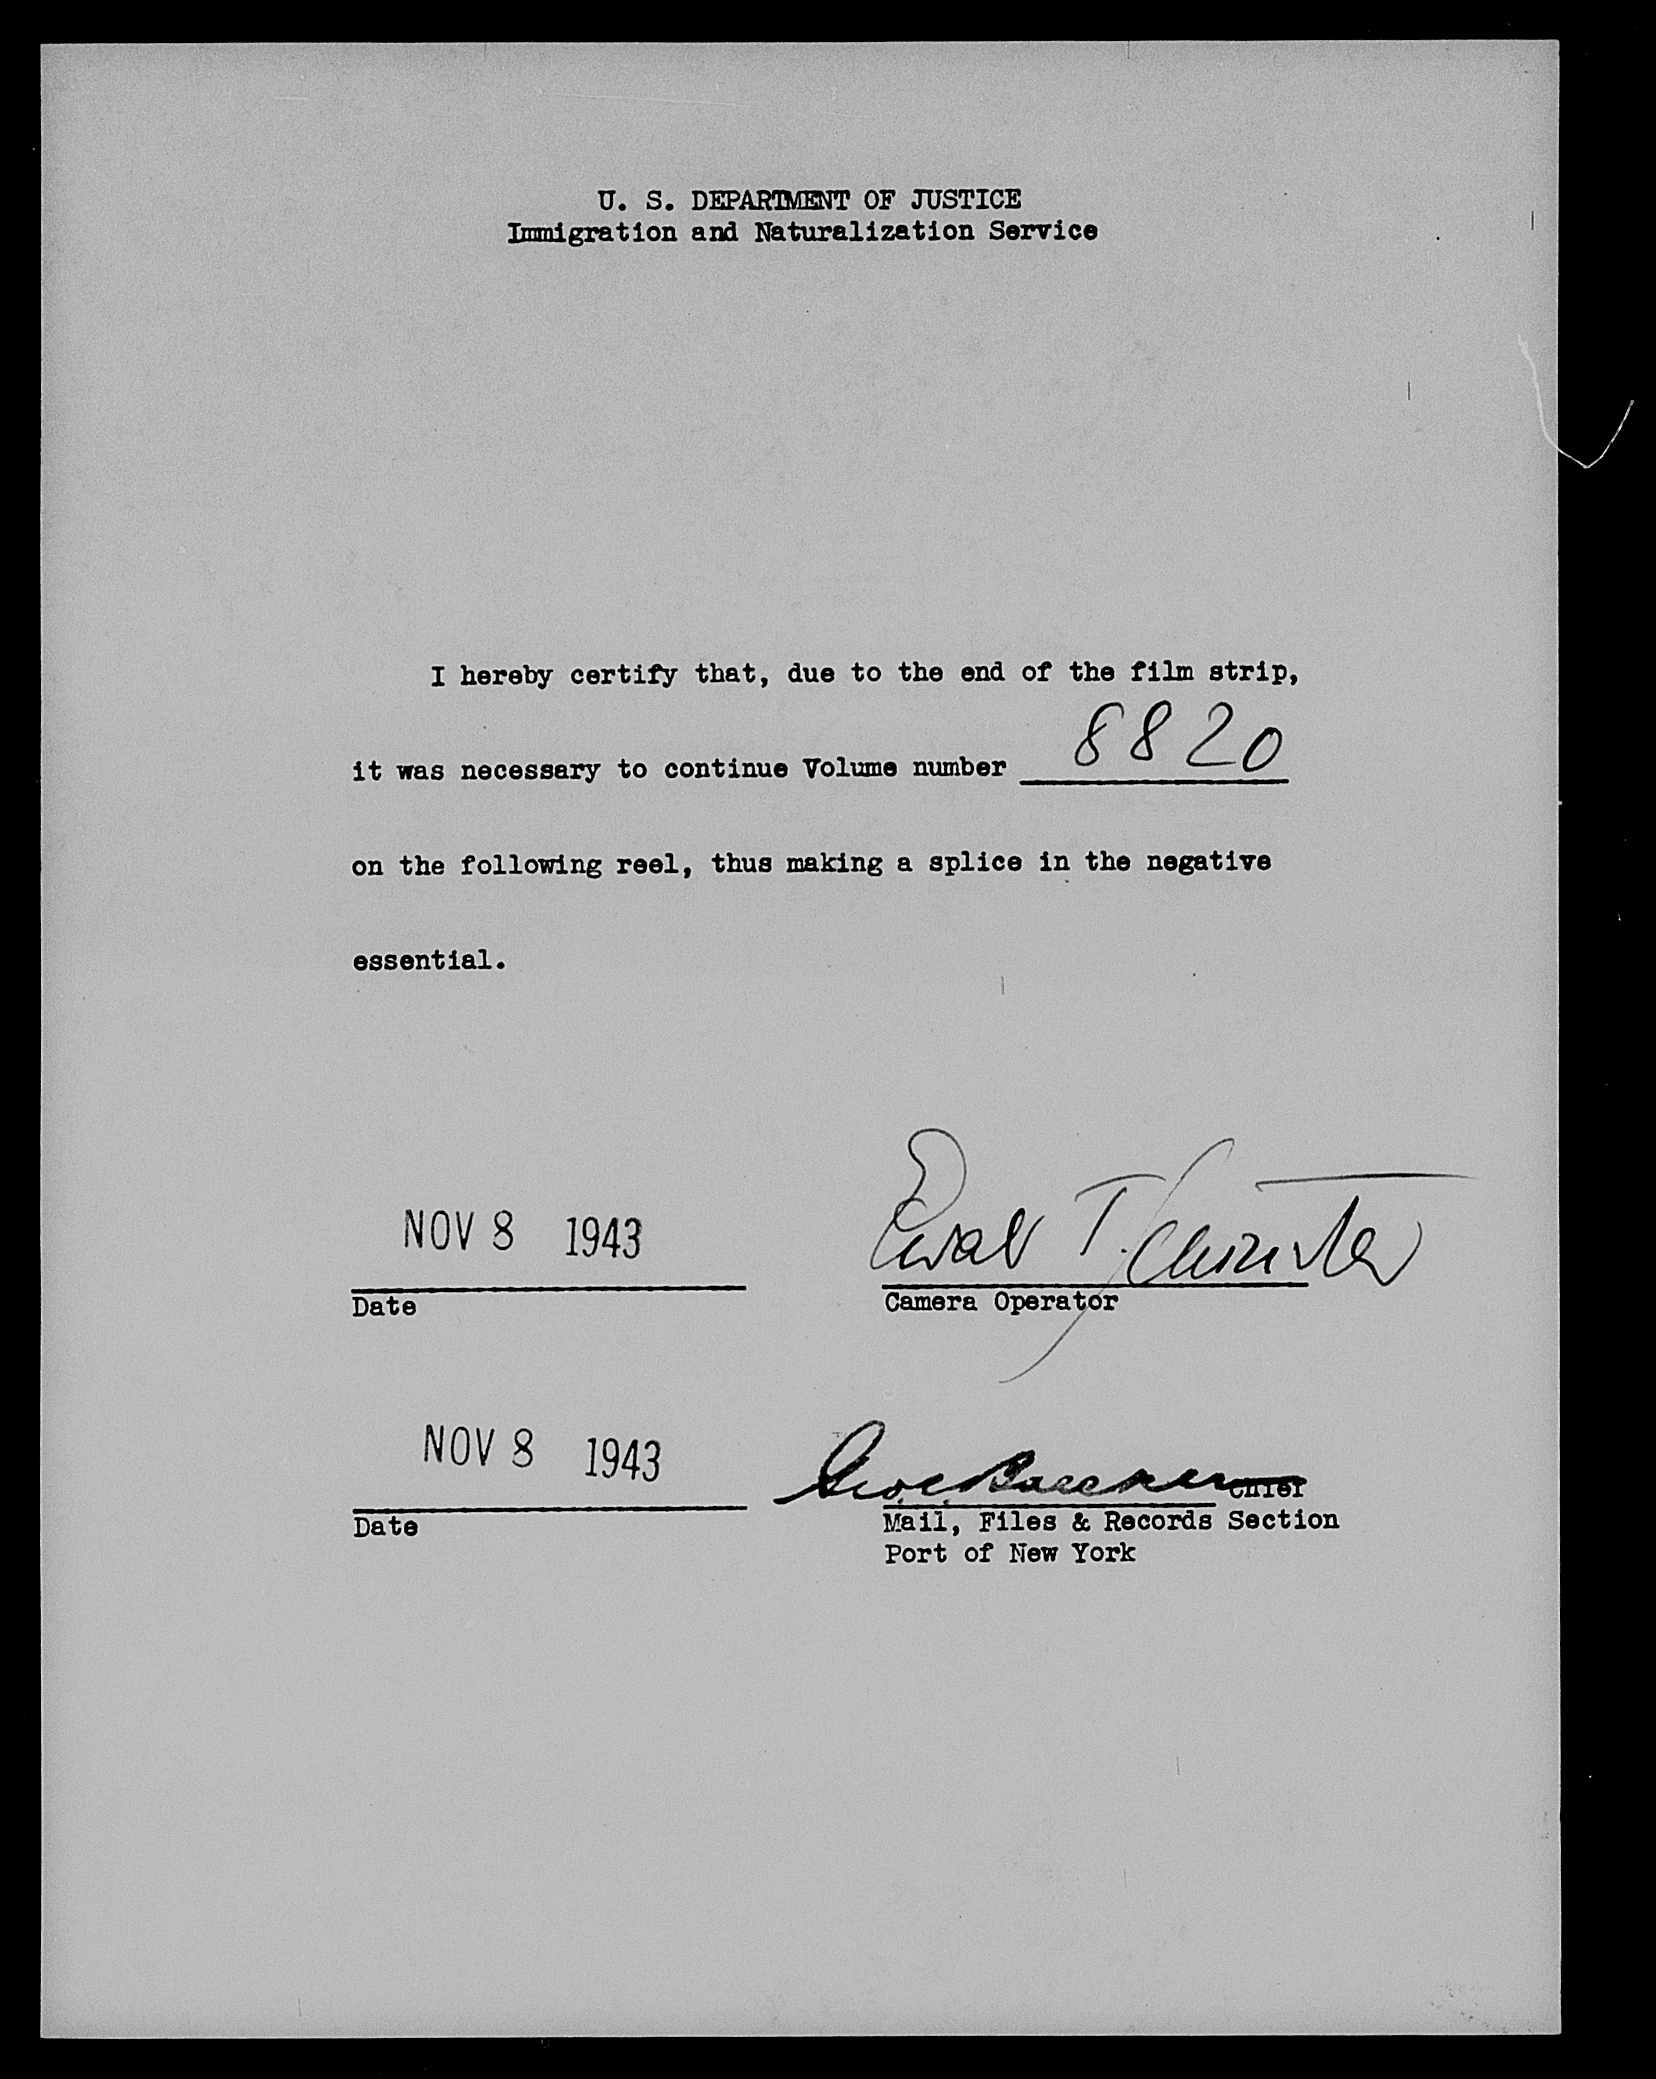 U. S. DEPARTMENT OF JUSTICE
Immigration and Naturalization Service
I hereby certify that, due to the end of the film strip,
it was necessary to continue Volume number 8820
on the following reel, thus making a splice in the negative
essential.
NOV 8 1943
Date
T.
Camera Operator
NOV 8 1943
Date
Geo. Chief
Mail, Files & Records Section
Port of New York